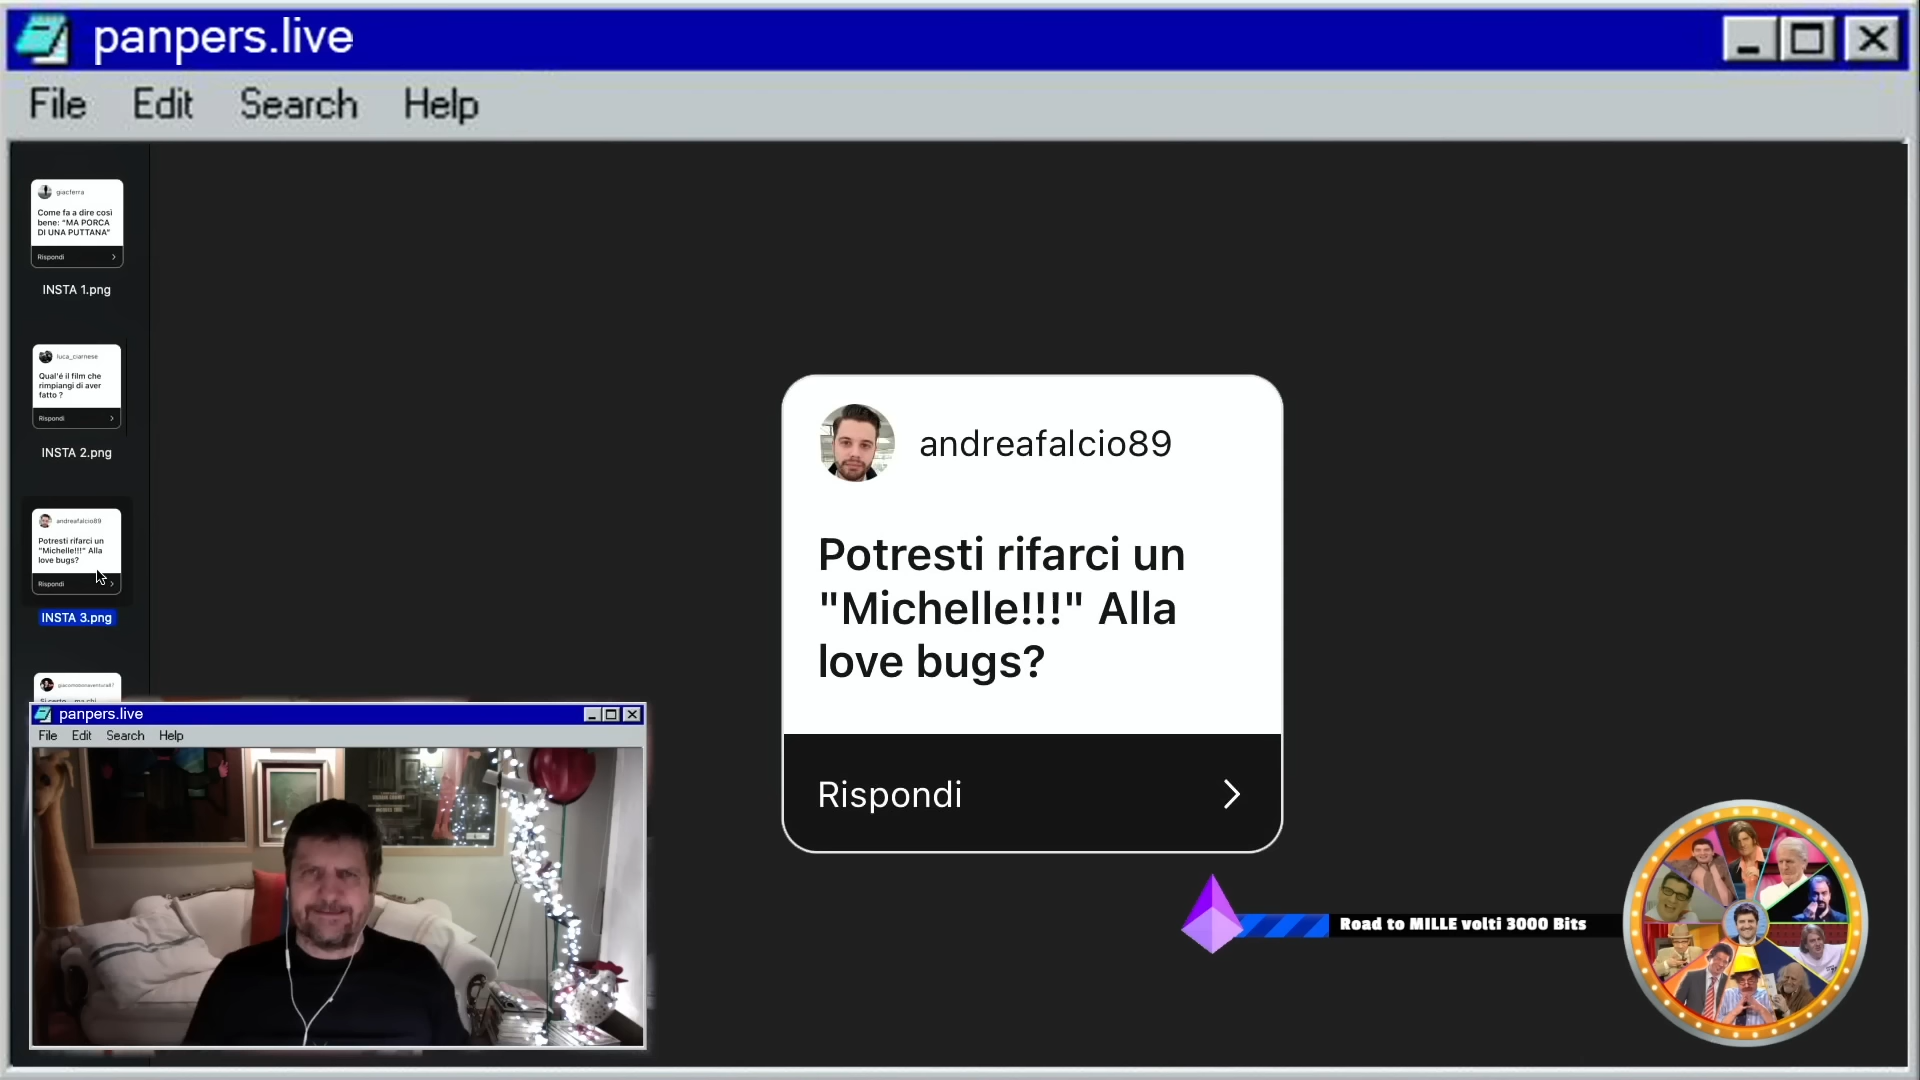 panpers.live
File Edit Search Help
giacferra
Come fa a dire così
bene: "MA PORCA
DI UNA PUTTANA"
Rispondi
INSTA 1.png
luca_ciarnese
Qual'é il film che
rimpiangi di aver
fatto ?
Rispondi
INSTA 2.png
andreafalcio89
Potresti rifarci un
"Michelle!!!" Alla
love bugs?
Rispondi
INSTA 3.png
andreafalcio89
Potresti rifarci un
"Michelle!!!" Alla
love bugs?
Rispondi
panpers.live
File Edit Search Help
Road to MILLE volti 3000 Bits